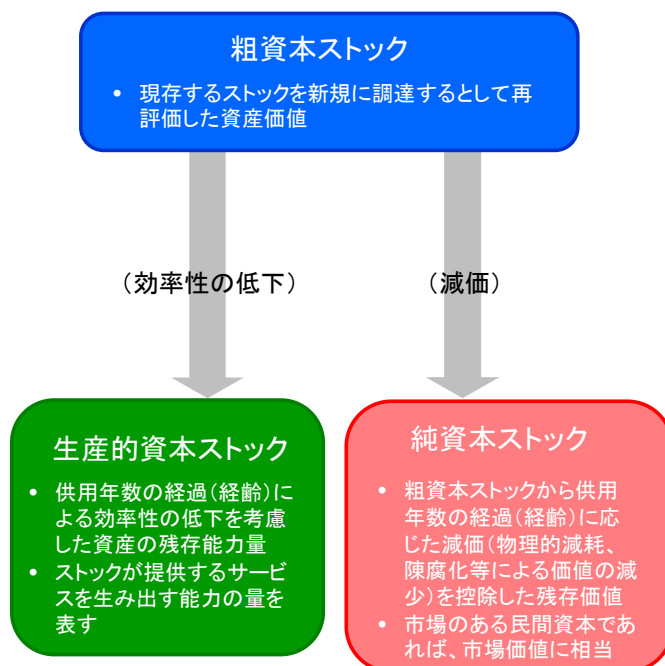 粗資本ストック
• 現存するストックを新規に調達するとして再
評価した資産価値
（効率性の低下）
（減価）
生産的資本ストック
• 供用年数の経過（経齢）に
よる効率性の低下を考慮
した資産の残存能力量
• ストックが提供するサービ
スを生み出す能力の量を
表す
純資本ストック
• 粗資本ストックから供用
年数の経過（経齢）に応
じた減価（物理的減耗、
陳腐化等による価値の減
少）を控除した残存価値
• 市場のある民間資本であ
れば、市場価値に相当